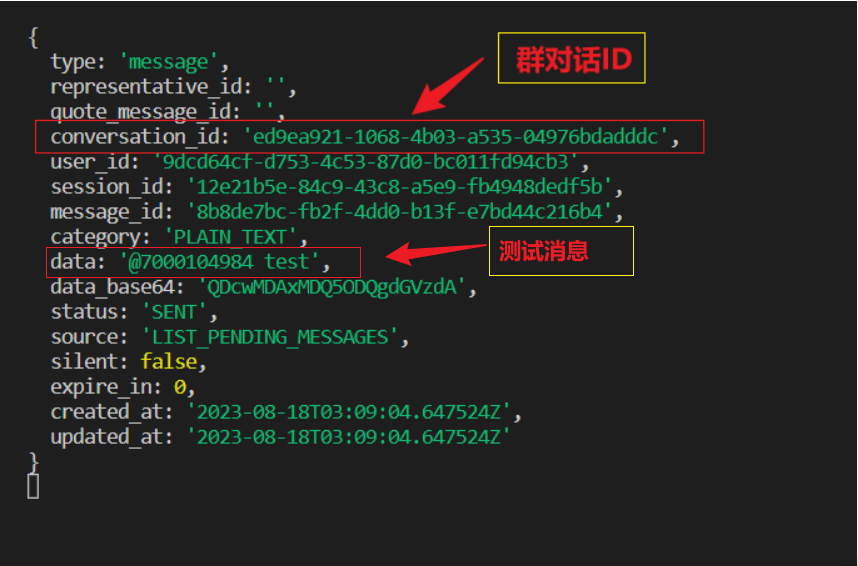 {
群对话ID
type: 'message',
representative_id: '',
quote_message_id: '',
conversation_id: 'ed9ea921-1068-4b03-a535-04976bdadddc',
user_id: '9dcd64cf-d753-4c53-87d0-bc011fd94cb3',
session_id: '12e21b5e-84c9-43c8-a5e9-fb4948dedf5b',
message_id: '8b8de7bc-fb2f-4dd0-b13f-e7bd44c216b4',
category: 'PLAIN_TEXT',
data: '@7000104984 test',
测试消息
data_base64: 'QDcwMDAxMDQ5ODQgdGVzdA',
status: 'SENT',
source: 'LIST_PENDING_MESSAGES',
silent: false,
expire_in: 0,
created_at: '2023-08-18T03:09:04.647524Z',
updated_at: '2023-08-18T03:09:04.647524Z'
}